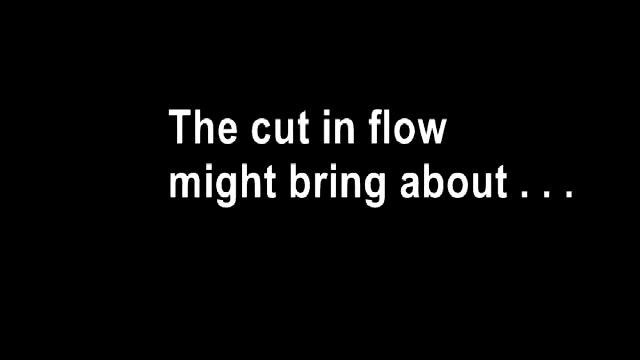 The cut in flow
might bring about . . .